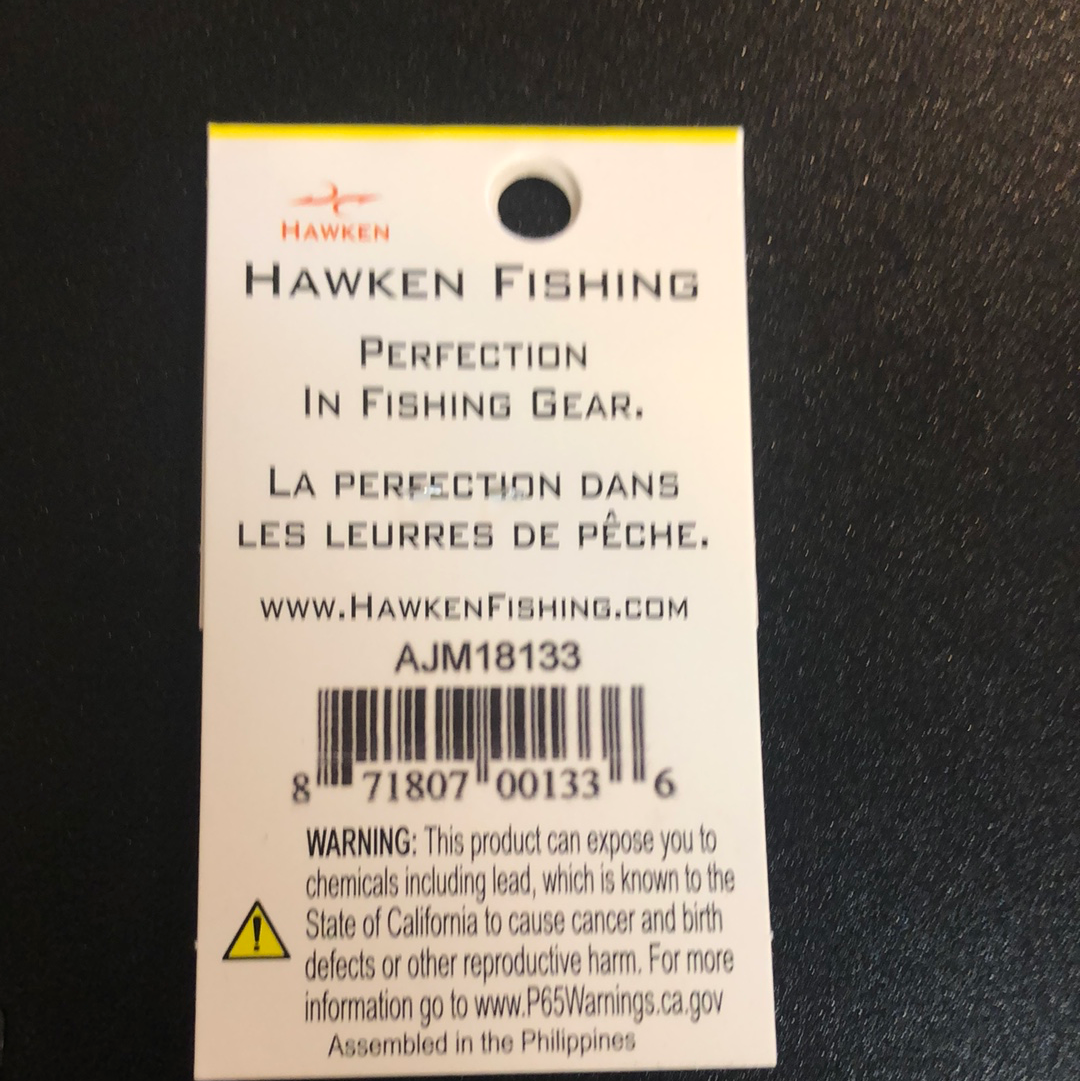 HAWKEN
HAWKEN FISHING
PERFECTION
IN FISHING GEAR.
LA PERFECTION DANS
LES LEURRES DE PÊCHE.
WWW.HAWKENFISHING.COM
AJM18133
8 71807 00133 6
WARNING: This product can expose you to
chemicals including lead, which is known to the
State of California to cause cancer and birth
defects or other reproductive harm. For more
information go to www.P65Warnings.ca.gov
Assembled in the Philippines